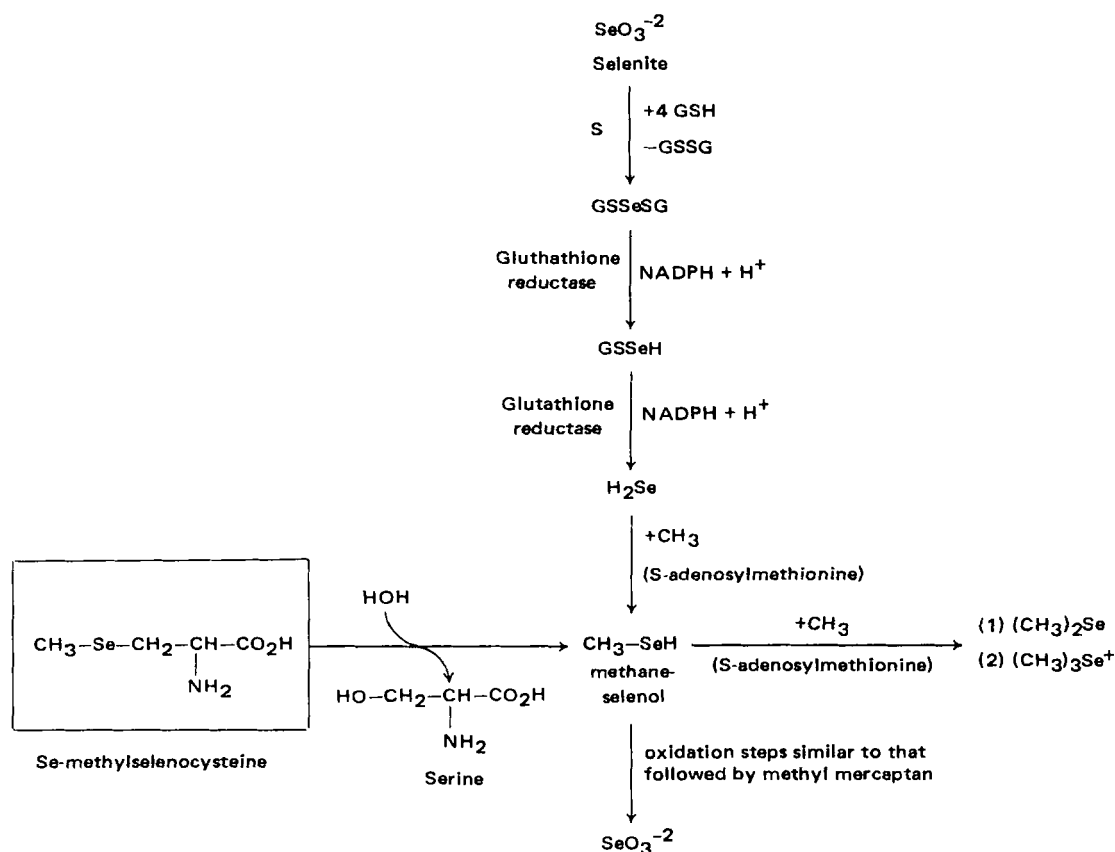 SeO₃⁻²
Selenite
+4 GSH
S
−GSSG
GSSeSG
Gluthathione
reductase
NADPH + H⁺
GSSeH
Glutathione
reductase
NADPH + H⁺
H₂Se
+CH₃
(S-adenosylmethionine)
HOH
CH₃−Se−CH₂−CH−CO₂H
NH₂
Se-methylselenocysteine
HO−CH₂−CH−CO₂H
NH₂
Serine
CH₃−SeH
methane-
selenol
+CH₃
(S-adenosylmethionine)
(1) (CH₃)₂Se
(2) (CH₃)₃Se⁺
oxidation steps similar to that
followed by methyl mercaptan
SeO₃⁻²